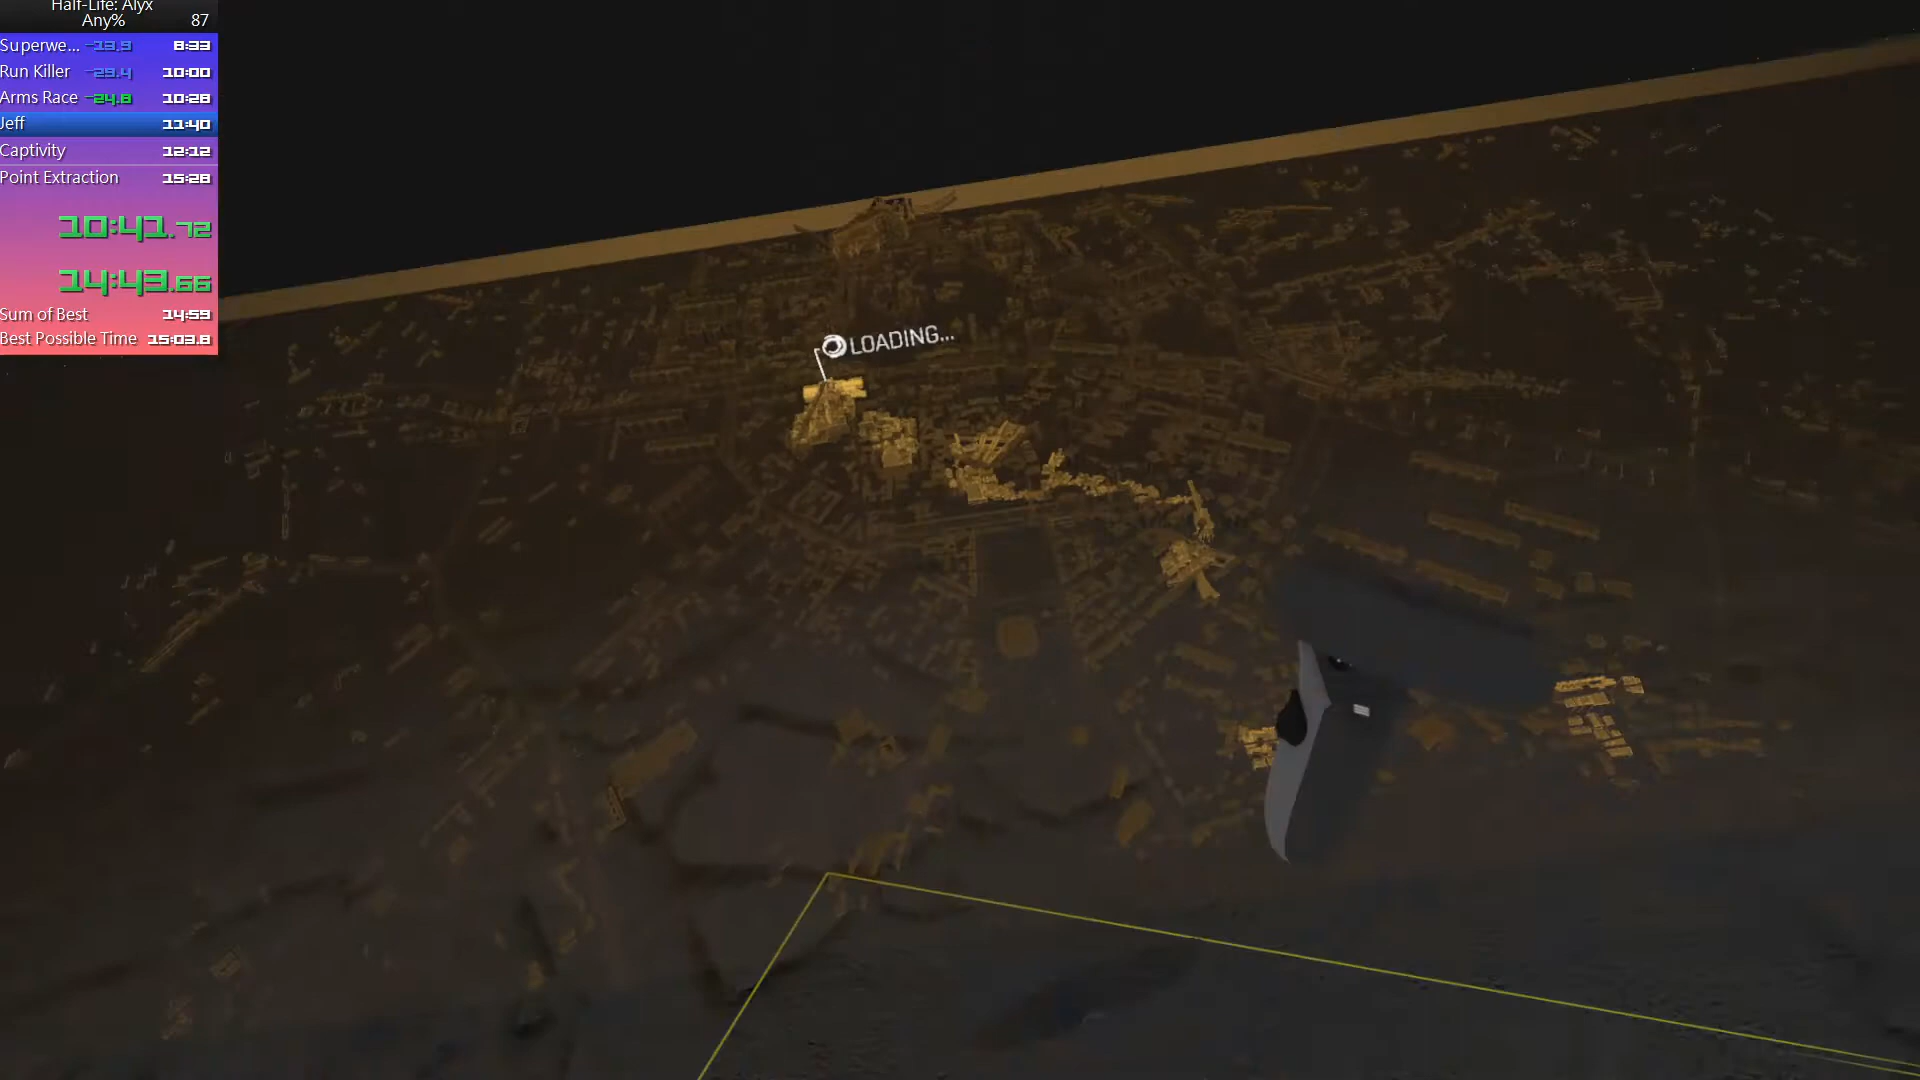 Half-Life: Alyx
Any% 87
Superwe... -13.9 8:33
Run Killer -29.4 10:00
Arms Race -24.8 10:28
Jeff 11:40
Captivity 12:12
Point Extraction 15:28
10:41.72
14:43.66
Sum of Best 14:59
Best Possible Time 15:03.8
LOADING...